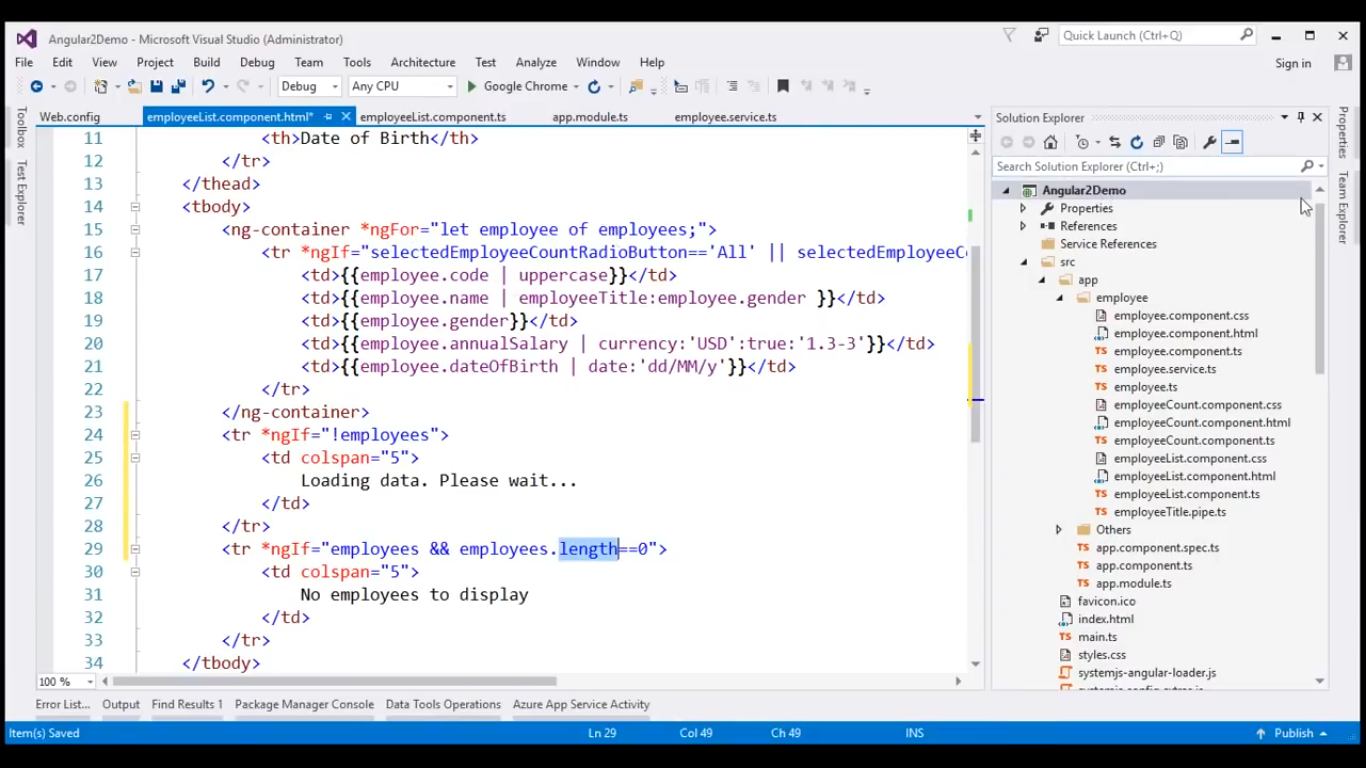 Angular2Demo - Microsoft Visual Studio (Administrator)
Quick Launch (Ctrl+Q)
File Edit View Project Build Debug Team Tools Architecture Test Analyze Window Help
Sign in
Debug Any CPU Google Chrome
Toolbox
Test Explorer
Web.config employeeList.component.html* employeeList.component.ts app.module.ts employee.service.ts
11 <th>Date of Birth</th>
12 </tr>
13 </thead>
14 <tbody>
15 <ng-container *ngFor="let employee of employees;">
16 <tr *ngIf="selectedEmployeeCountRadioButton=='All' || selectedEmployeeC
17 <td>{{employee.code | uppercase}}</td>
18 <td>{{employee.name | employeeTitle:employee.gender }}</td>
19 <td>{{employee.gender}}</td>
20 <td>{{employee.annualSalary | currency:'USD':true:'1.3-3'}}</td>
21 <td>{{employee.dateOfBirth | date:'dd/MM/y'}}</td>
22 </tr>
23 </ng-container>
24 <tr *ngIf="!employees">
25 <td colspan="5">
26 Loading data. Please wait...
27 </td>
28 </tr>
29 <tr *ngIf="employees && employees.length==0">
30 <td colspan="5">
31 No employees to display
32 </td>
33 </tr>
34 </tbody>
100 %
Solution Explorer
Search Solution Explorer (Ctrl+;)
Angular2Demo
Properties
References
Service References
src
app
employee
employee.component.css
employee.component.html
employee.component.ts
employee.service.ts
employee.ts
employeeCount.component.css
employeeCount.component.html
employeeCount.component.ts
employeeList.component.css
employeeList.component.html
employeeList.component.ts
employeeTitle.pipe.ts
Others
app.component.spec.ts
app.component.ts
app.module.ts
favicon.ico
index.html
main.ts
styles.css
systemjs-angular-loader.js
Properties
Team Explorer
Error List... Output Find Results 1 Package Manager Console Data Tools Operations Azure App Service Activity
Item(s) Saved Ln 29 Col 49 Ch 49 INS Publish